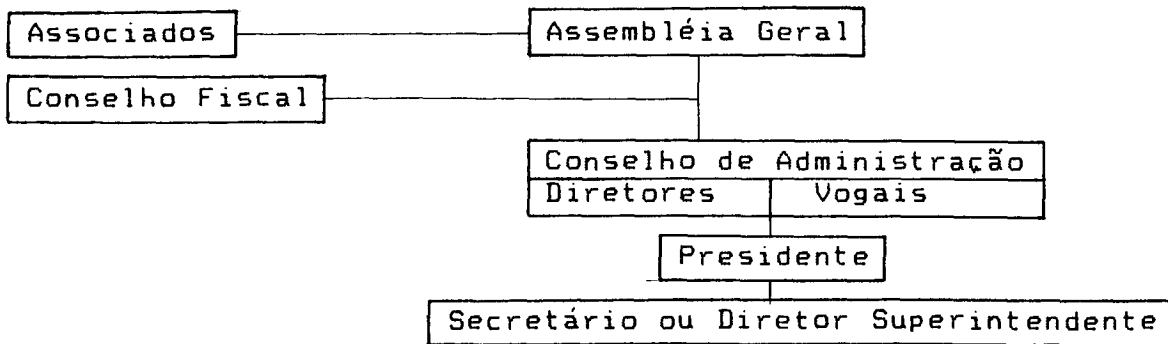 Associados Assembléia Geral
Conselho Fiscal
Conselho de Administração
Diretores Vogais
Presidente
Secretário ou Diretor Superintendente